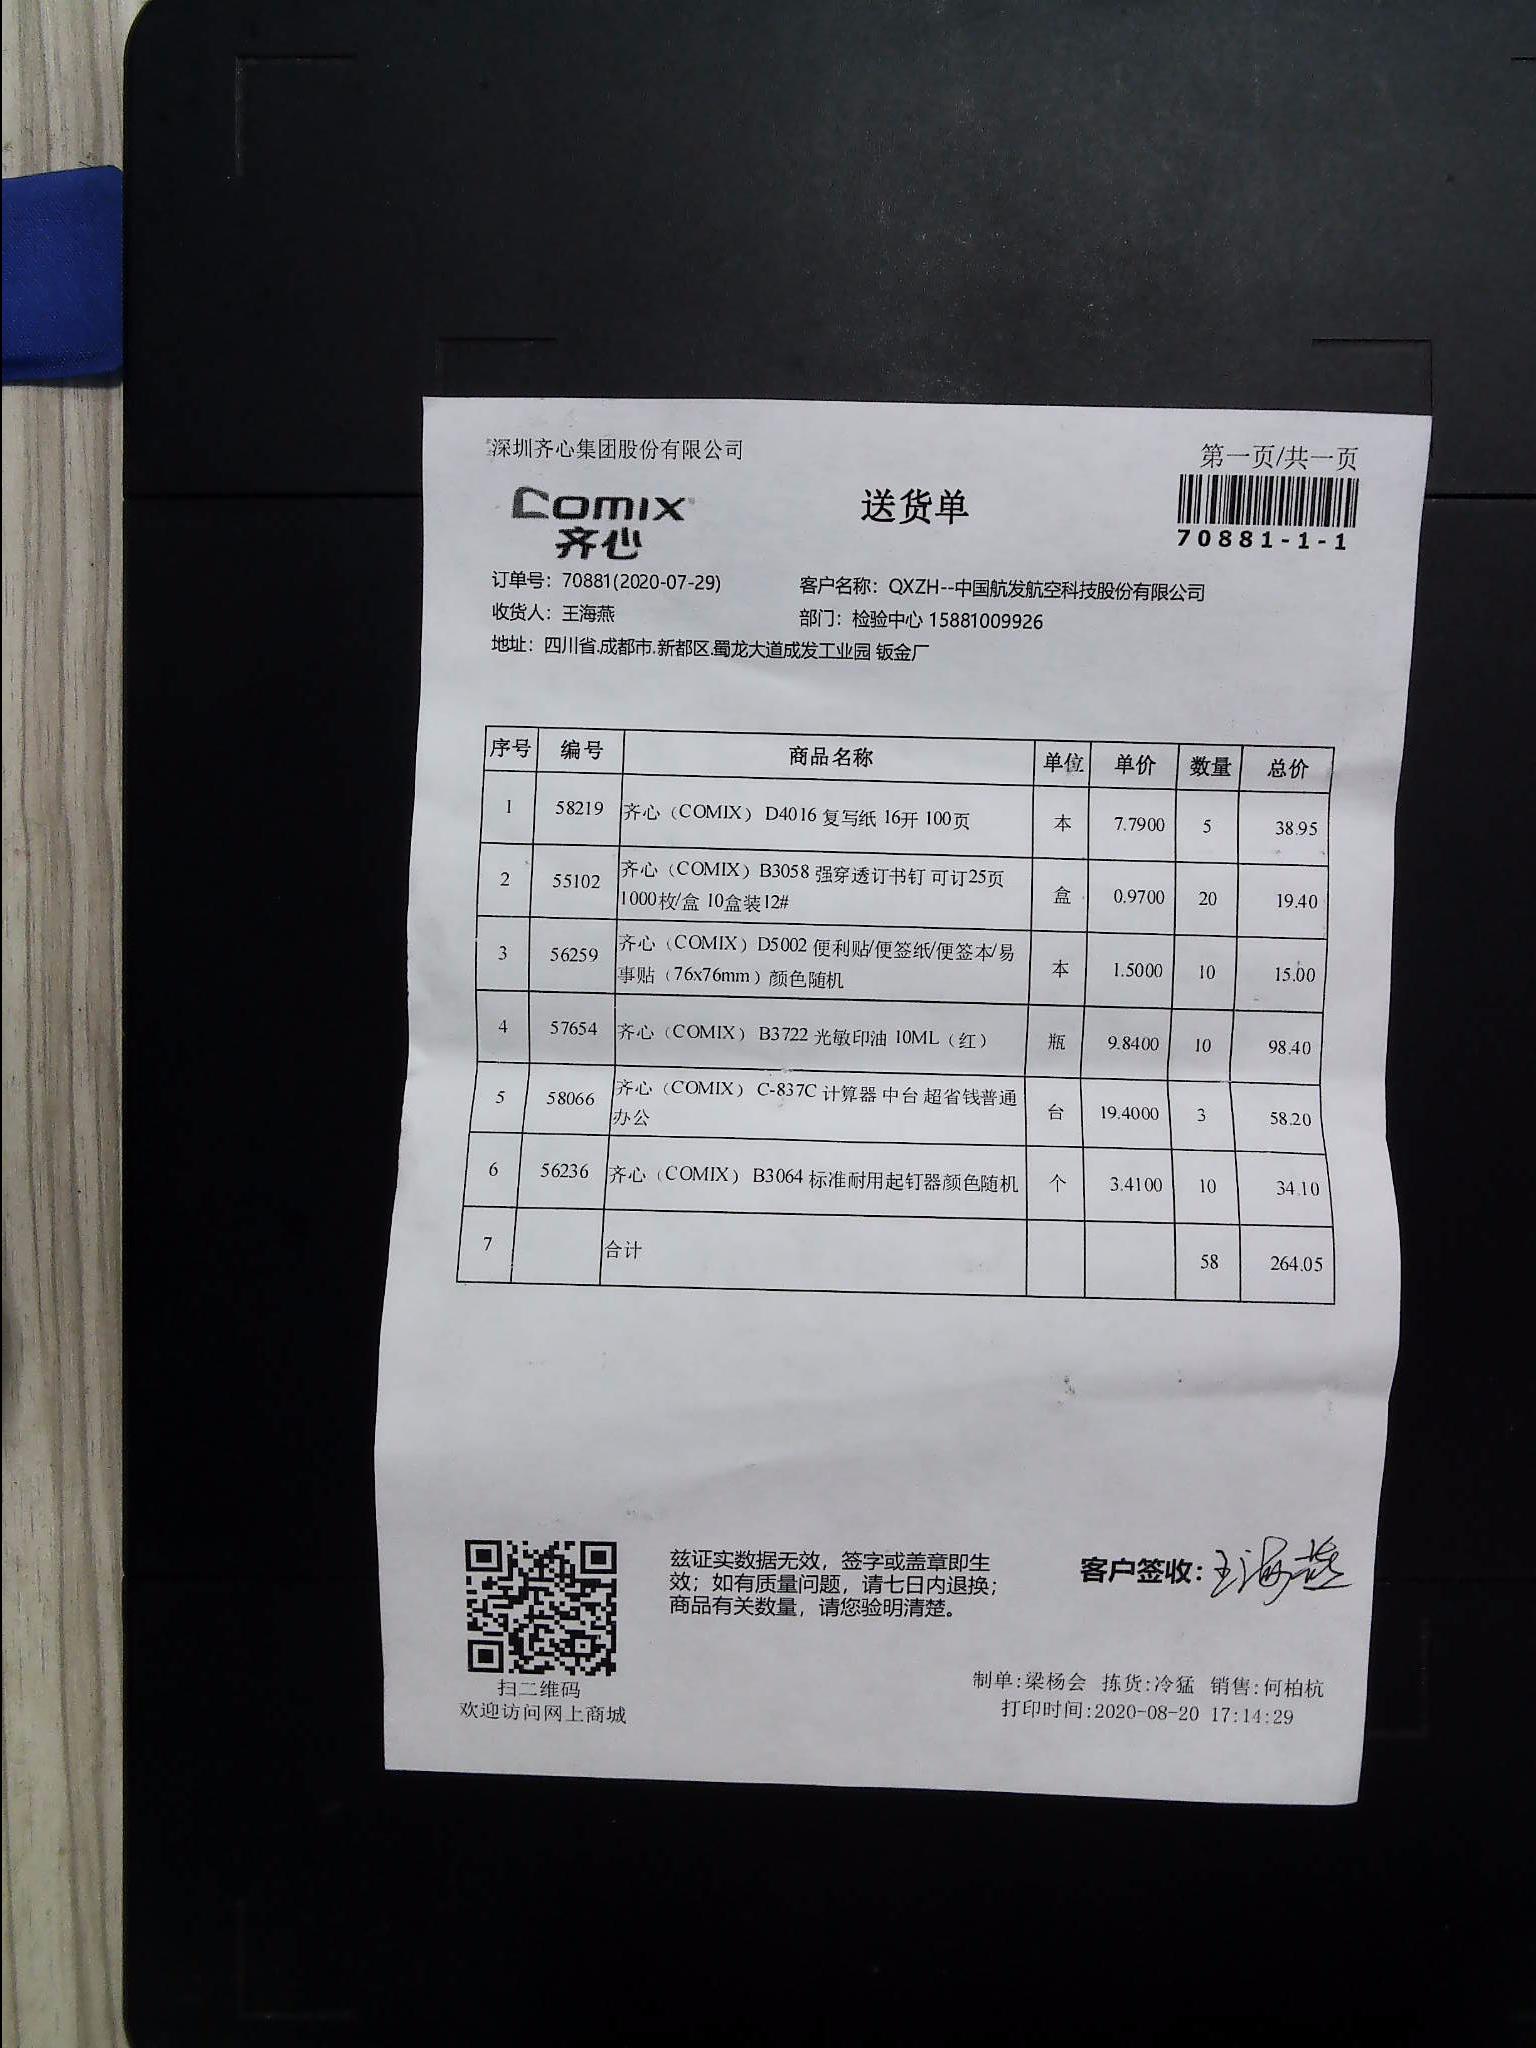 深圳齐心集团股份有限公司
第一页/共一页
COMIX
齐心
送货单
70881-1-1
订单号：70881(2020-07-29)
客户名称：QXZH--中国航发航空科技股份有限公司
收货人：王海燕
部门：检验中心 15881009926
地址：四川省.成都市.新都区.蜀龙大道成发工业园 钣金厂
序号 编号 商品名称 单位 单价 数量 总价
1 58219 齐心（COMIX） D4016 复写纸 16开 100页 本 7.7900 5 38.95
2 55102 齐心（COMIX）B3058 强穿透订书钉 可订25页
1000枚/盒 10盒装12# 盒 0.9700 20 19.40
3 56259 齐心（COMIX）D5002 便利贴/便签纸/便签本/易
事贴（76x76mm）颜色随机 本 1.5000 10 15.00
4 57654 齐心（COMIX） B3722 光敏印油 10ML（红） 瓶 9.8400 10 98.40
5 58066 齐心（COMIX） C-837C 计算器 中台 超省钱普通
办公 台 19.4000 3 58.20
6 56236 齐心（COMIX） B3064 标准耐用起钉器颜色随机 个 3.4100 10 34.10
7 合计 58 264.05
兹证实数据无效，签字或盖章即生
效；如有质量问题，请七日内退换；
商品有关数量，请您验明清楚。
客户签收：王海燕
扫二维码
欢迎访问网上商城
制单:梁杨会 拣货:冷猛 销售:何柏杭
打印时间:2020-08-20 17:14:29